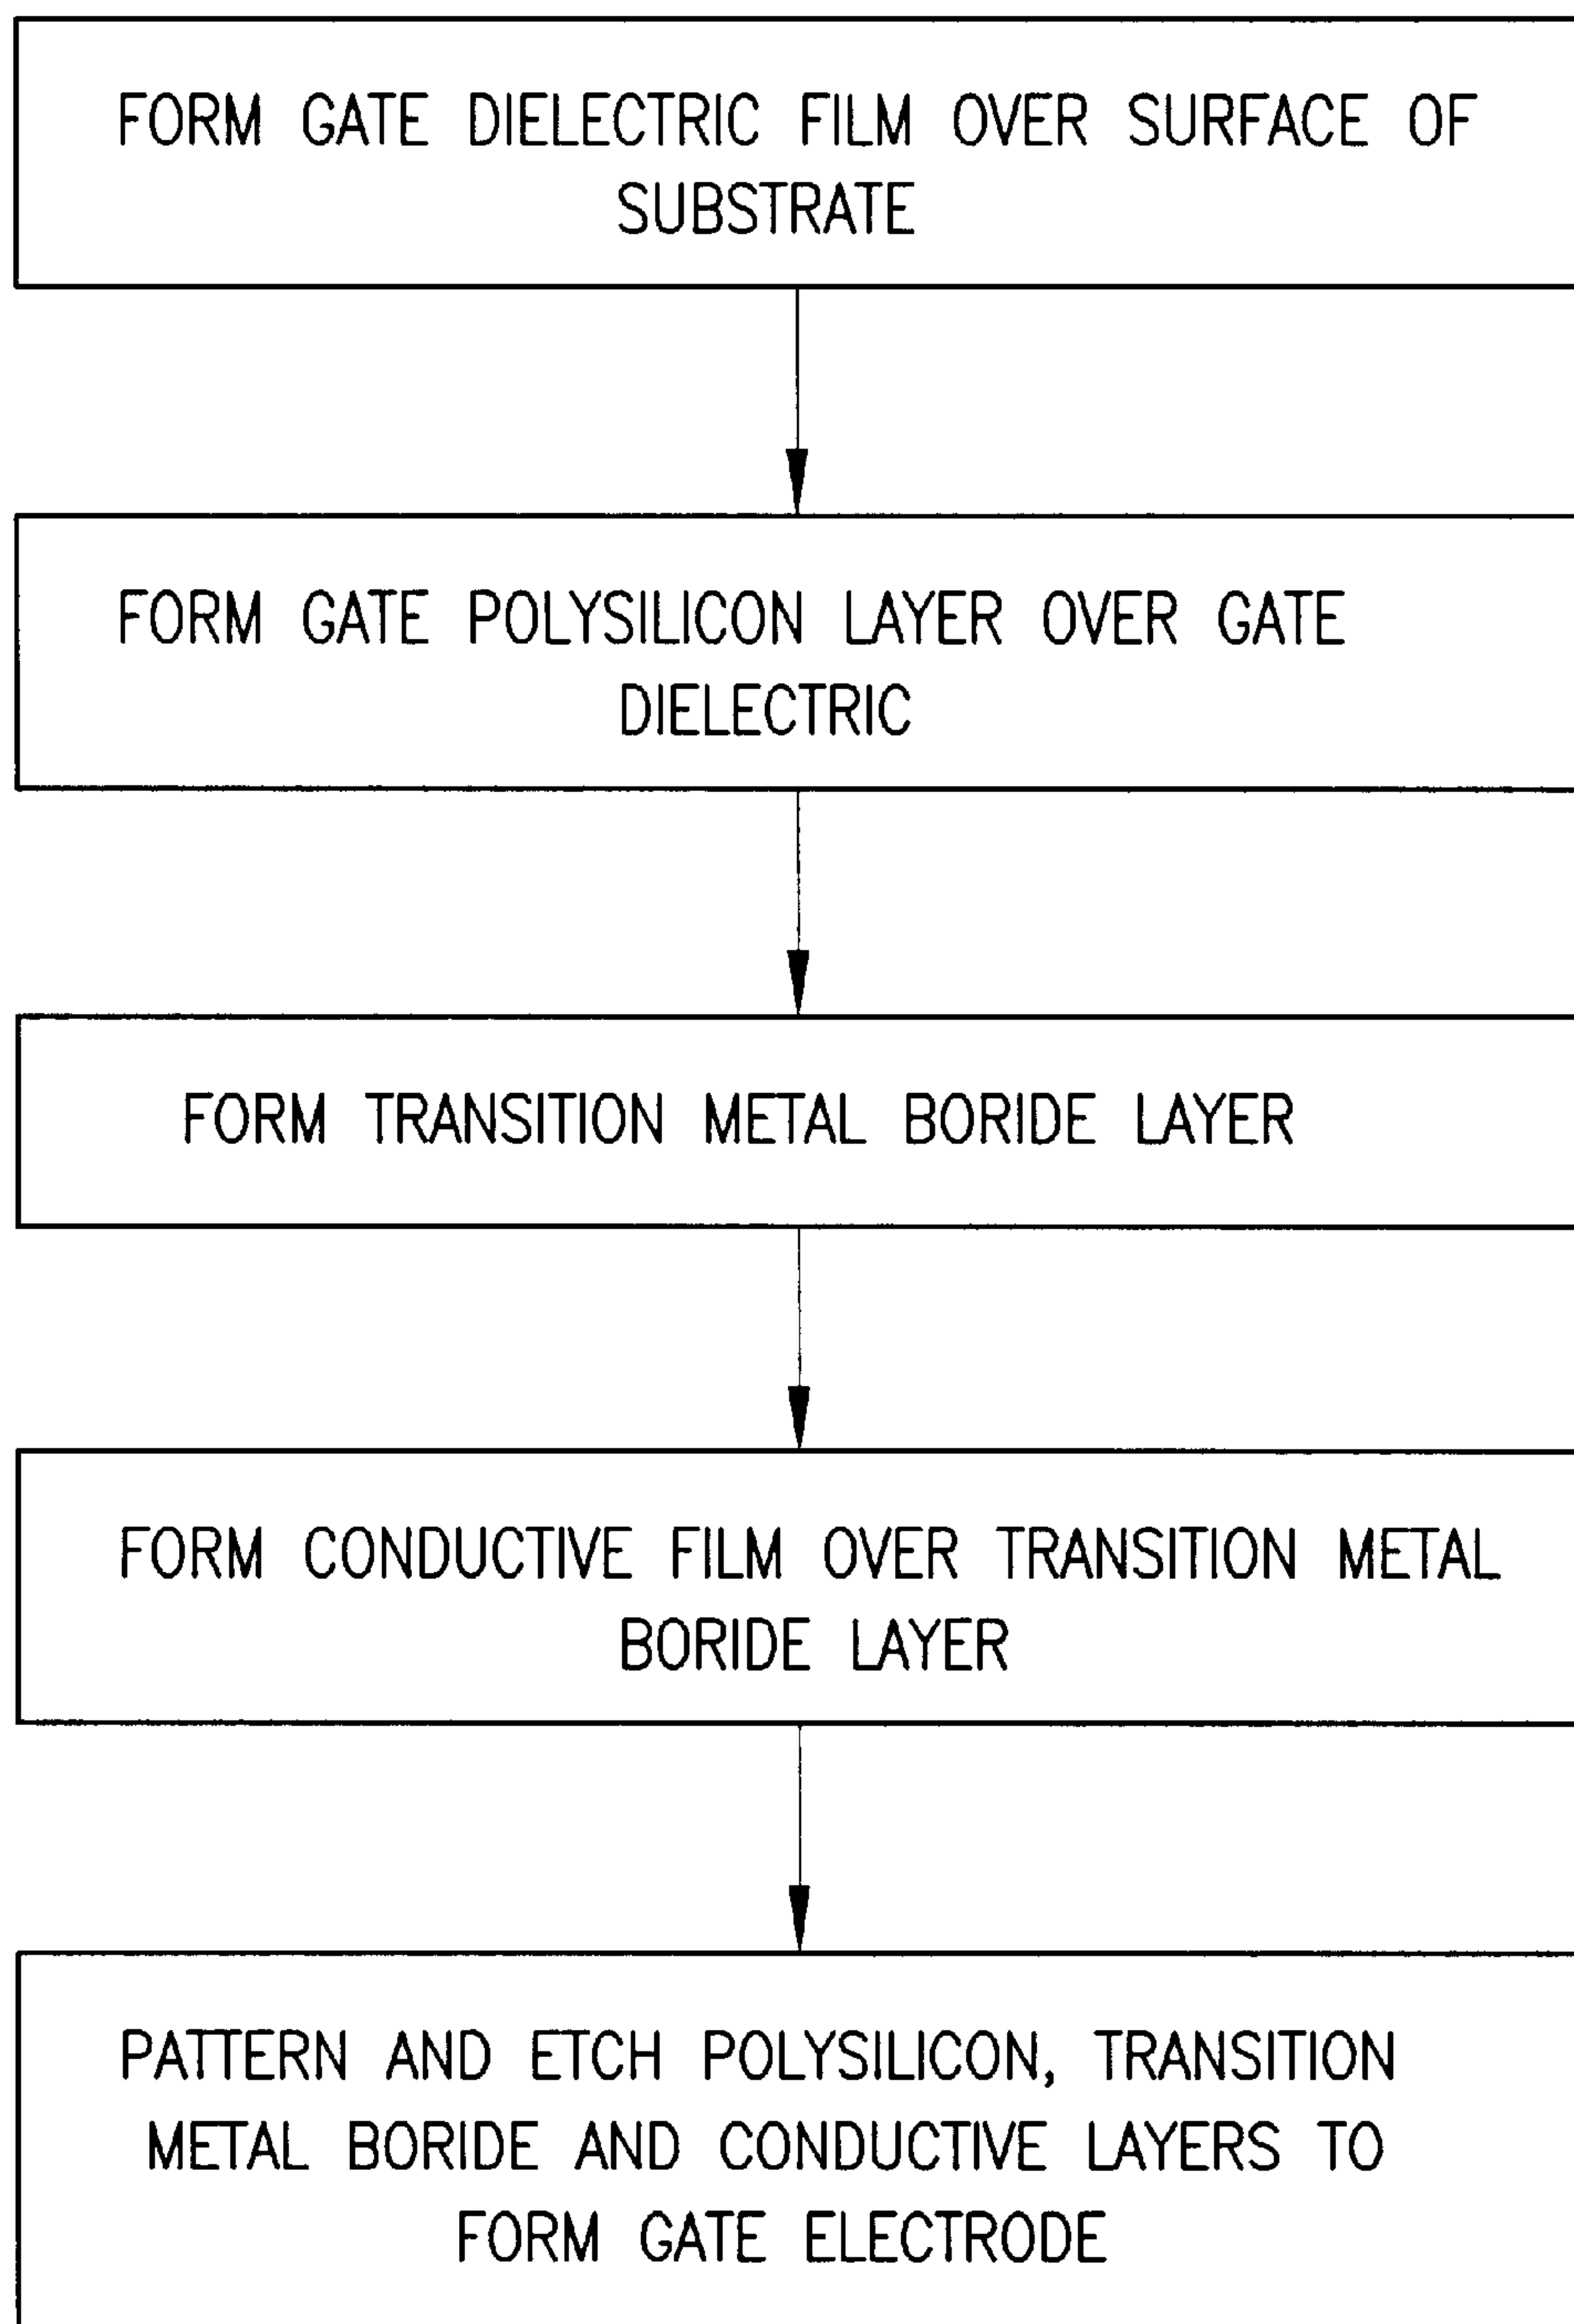 FORM GATE DIELECTRIC FILM OVER SURFACE OF
SUBSTRATE
FORM GATE POLYSILICON LAYER OVER GATE
DIELECTRIC
FORM TRANSITION METAL BORIDE LAYER
FORM CONDUCTIVE FILM OVER TRANSITION METAL
BORIDE LAYER
PATTERN AND ETCH POLYSILICON, TRANSITION
METAL BORIDE AND CONDUCTIVE LAYERS TO
FORM GATE ELECTRODE